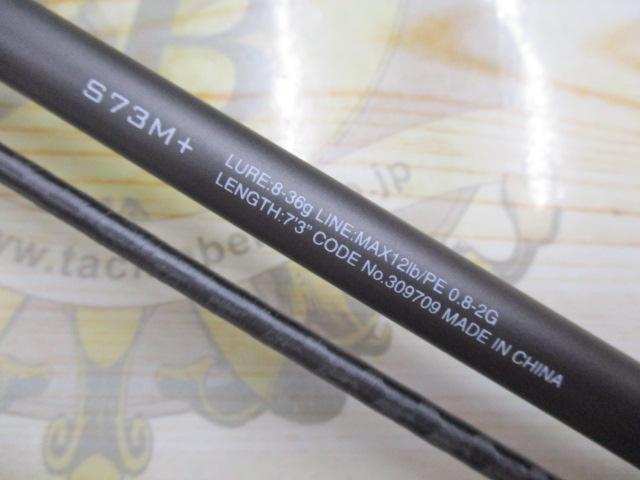 S73M+
LURE:8-36g LINE:MAX12lb/PE 0.8-2G
LENGTH:7'3" CODE No.309709 MADE IN CHINA